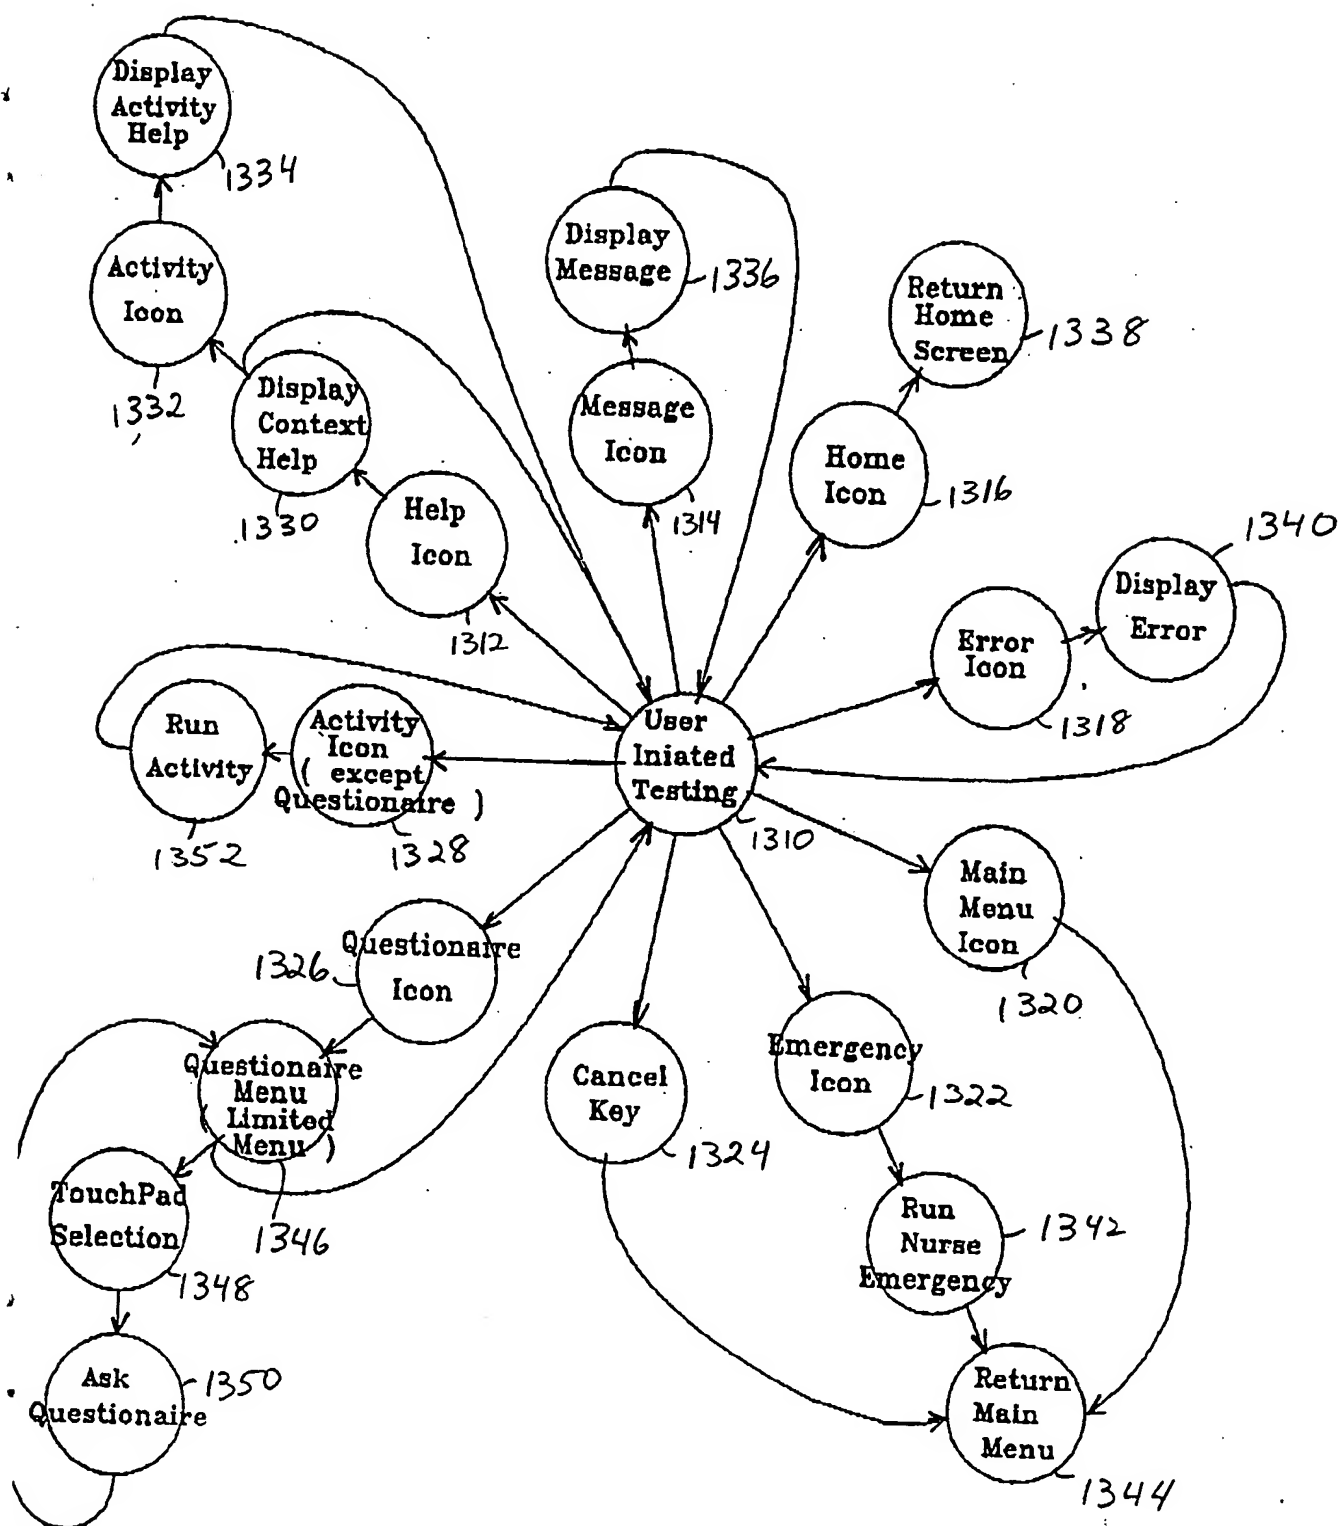 Display
Activity
Help
1334
Activity
Icon
1332
Display
Context
Help
1330
Help
Icon
1312
Display
Message
1336
Message
Icon
1314
Return
Home
Screen
1338
Home
Icon
1316
1340
Display
Error
Error
Icon
1318
User
Iniated
Testing
1310
Run
Activity
1352
Activity
Icon
( except
Questionaire )
1328
Main
Menu
Icon
1320
Questionaire
Icon
1326
Questionaire
Menu
( Limited
Menu )
1346
TouchPad
Selection
1348
Ask
Questionaire
1350
Cancel
Key
1324
Emergency
Icon
1322
Run
Nurse
Emergency
1342
Return
Main
Menu
1344